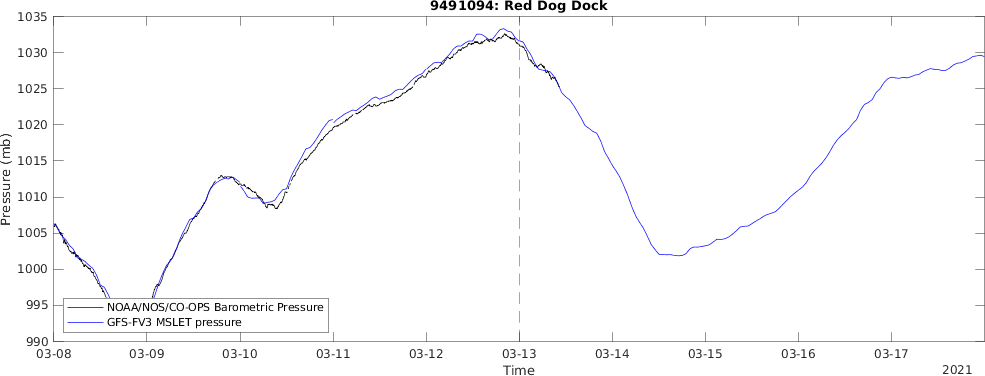 9491094: Red Dog Dock
Pressure (mb)
1035
1030
1025
1020
1015
1010
1005
1000
995
990
NOAA/NOS/CO-OPS Barometric Pressure
GFS-FV3 MSLET pressure
03-08 03-09 03-10 03-11 03-12 03-13 03-14 03-15 03-16 03-17
Time
2021